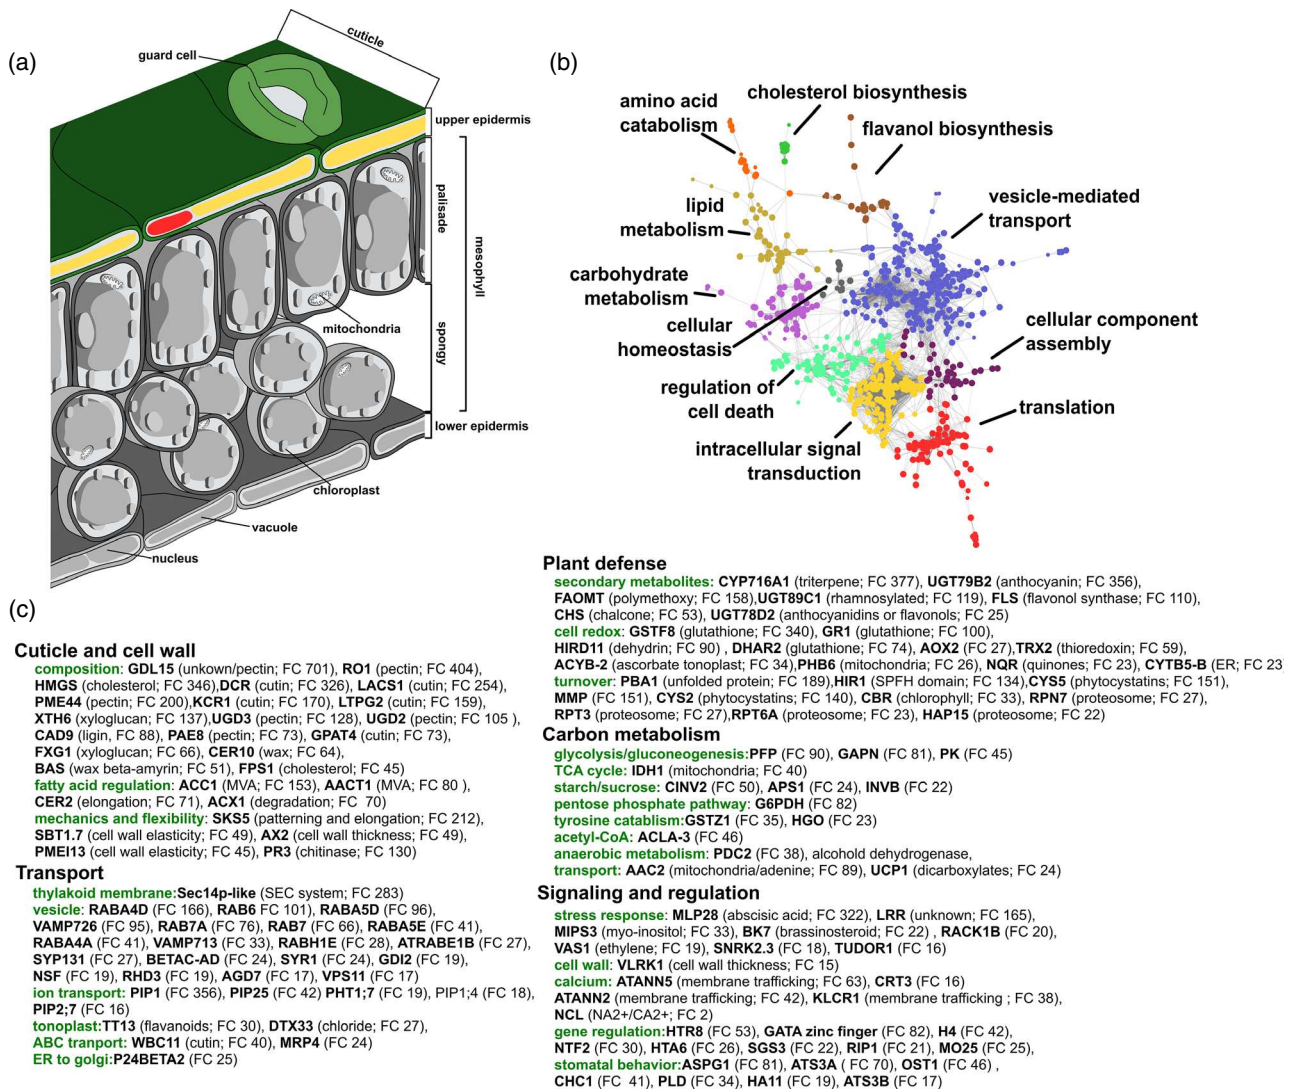 (a)
cuticle
guard cell
upper epidermis
palisade
mesophyll
spongy
mitochondria
lower epidermis
chloroplast
vacuole
nucleus
(b)
amino acid
catabolism
cholesterol biosynthesis
flavanol biosynthesis
vesicle-mediated
transport
lipid
metabolism
carbohydrate
metabolism
cellular
homeostasis
cellular component
assembly
regulation of
cell death
translation
intracellular signal
transduction
(c)
Cuticle and cell wall
composition: GDL15 (unkown/pectin; FC 701), RO1 (pectin; FC 404),
HMGS (cholesterol; FC 346),DCR (cutin; FC 326), LACS1 (cutin; FC 254),
PME44 (pectin; FC 200),KCR1 (cutin; FC 170), LTPG2 (cutin; FC 159),
XTH6 (xyloglucan; FC 137),UGD3 (pectin; FC 128), UGD2 (pectin; FC 105 ),
CAD9 (ligin, FC 88), PAE8 (pectin; FC 73), GPAT4 (cutin; FC 73),
FXG1 (xyloglucan; FC 66), CER10 (wax; FC 64),
BAS (wax beta-amyrin; FC 51), FPS1 (cholesterol; FC 45)
fatty acid regulation: ACC1 (MVA; FC 153), AACT1 (MVA; FC 80 ),
CER2 (elongation; FC 71), ACX1 (degradation; FC 70)
mechanics and flexibility: SKS5 (patterning and elongation; FC 212),
SBT1.7 (cell wall elasticity; FC 49), AX2 (cell wall thickness; FC 49),
PMEI13 (cell wall elasticity; FC 45), PR3 (chitinase; FC 130)
Transport
thylakoid membrane:Sec14p-like (SEC system; FC 283)
vesicle: RABA4D (FC 166), RAB6 FC 101), RABA5D (FC 96),
VAMP726 (FC 95), RAB7A (FC 76), RAB7 (FC 66), RABA5E (FC 41),
RABA4A (FC 41), VAMP713 (FC 33), RABH1E (FC 28), ATRABE1B (FC 27),
SYP131 (FC 27), BETAC-AD (FC 24), SYR1 (FC 24), GDI2 (FC 19),
NSF (FC 19), RHD3 (FC 19), AGD7 (FC 17), VPS11 (FC 17)
ion transport: PIP1 (FC 356), PIP25 (FC 42) PHT1;7 (FC 19), PIP1;4 (FC 18),
PIP2;7 (FC 16)
tonoplast:TT13 (flavanoids; FC 30), DTX33 (chloride; FC 27),
ABC tranport: WBC11 (cutin; FC 40), MRP4 (FC 24)
ER to golgi:P24BETA2 (FC 25)
Plant defense
secondary metabolites: CYP716A1 (triterpene; FC 377), UGT79B2 (anthocyanin; FC 356),
FAOMT (polymethoxy; FC 158),UGT89C1 (rhamnosylated; FC 119), FLS (flavonol synthase; FC 110),
CHS (chalcone; FC 53), UGT78D2 (anthocyanidins or flavonols; FC 25)
cell redox: GSTF8 (glutathione; FC 340), GR1 (glutathione; FC 100),
HIRD11 (dehydrin; FC 90) , DHAR2 (glutathione; FC 74), AOX2 (FC 27),TRX2 (thioredoxin; FC 59),
ACYB-2 (ascorbate tonoplast; FC 34),PHB6 (mitochondria; FC 26), NQR (quinones; FC 23), CYTB5-B (ER; FC 23
turnover: PBA1 (unfolded protein; FC 189),HIR1 (SPFH domain; FC 134),CYS5 (phytocystatins; FC 151),
MMP (FC 151), CYS2 (phytocystatins; FC 140), CBR (chlorophyll; FC 33), RPN7 (proteosome; FC 27),
RPT3 (proteosome; FC 27),RPT6A (proteosome; FC 23), HAP15 (proteosome; FC 22)
Carbon metabolism
glycolysis/gluconeogenesis:PFP (FC 90), GAPN (FC 81), PK (FC 45)
TCA cycle: IDH1 (mitochondria; FC 40)
starch/sucrose: CINV2 (FC 50), APS1 (FC 24), INVB (FC 22)
pentose phosphate pathway: G6PDH (FC 82)
tyrosine catablism:GSTZ1 (FC 35), HGO (FC 23)
acetyl-CoA: ACLA-3 (FC 46)
anaerobic metabolism: PDC2 (FC 38), alcohold dehydrogenase,
transport: AAC2 (mitochondria/adenine; FC 89), UCP1 (dicarboxylates; FC 24)
Signaling and regulation
stress response: MLP28 (abscisic acid; FC 322), LRR (unknown; FC 165),
MIPS3 (myo-inositol; FC 33), BK7 (brassinosteroid; FC 22) , RACK1B (FC 20),
VAS1 (ethylene; FC 19), SNRK2.3 (FC 18), TUDOR1 (FC 16)
cell wall: VLRK1 (cell wall thickness; FC 15)
calcium: ATANN5 (membrane trafficking; FC 63), CRT3 (FC 16)
ATANN2 (membrane trafficking; FC 42), KLCR1 (membrane trafficking ; FC 38),
NCL (NA2+/CA2+; FC 2)
gene regulation:HTR8 (FC 53), GATA zinc finger (FC 82), H4 (FC 42),
NTF2 (FC 30), HTA6 (FC 26), SGS3 (FC 22), RIP1 (FC 21), MO25 (FC 25),
stomatal behavior:ASPG1 (FC 81), ATS3A ( FC 70), OST1 (FC 46) ,
CHC1 (FC 41), PLD (FC 34), HA11 (FC 19), ATS3B (FC 17)